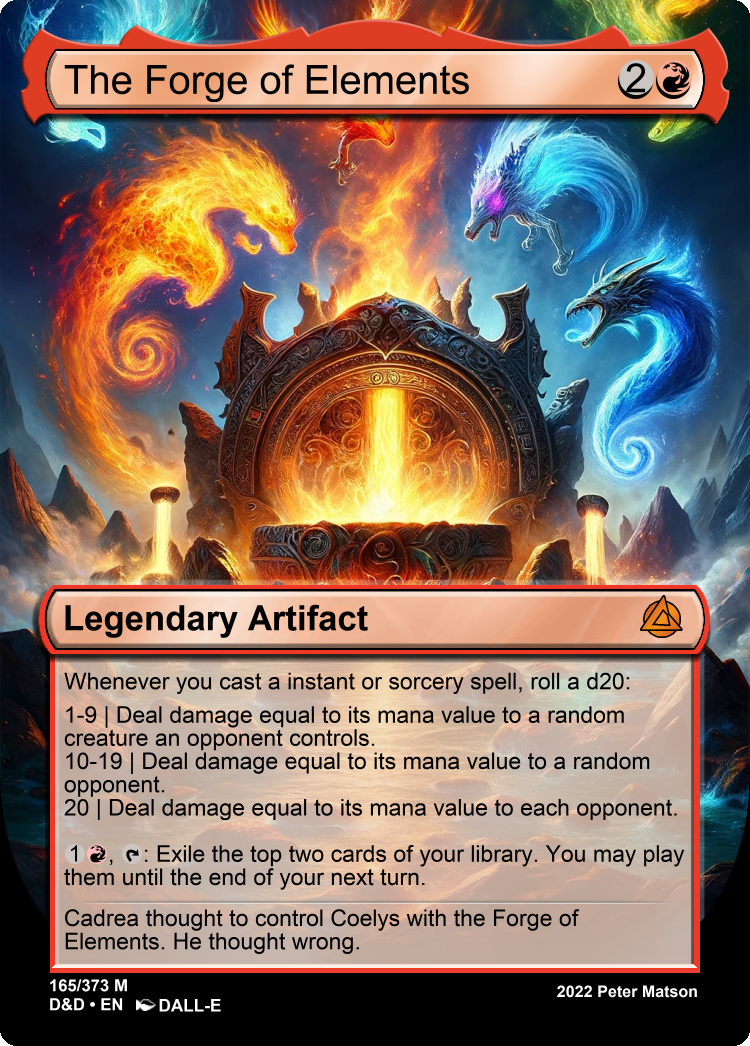 The Forge of Elements 2
Legendary Artifact
Whenever you cast a instant or sorcery spell, roll a d20:
1-9 | Deal damage equal to its mana value to a random
creature an opponent controls.
10-19 | Deal damage equal to its mana value to a random
opponent.
20 | Deal damage equal to its mana value to each opponent.
1 , : Exile the top two cards of your library. You may play
them until the end of your next turn.
Cadrea thought to control Coelys with the Forge of
Elements. He thought wrong.
165/373 M
D&D • EN DALL-E
2022 Peter Matson